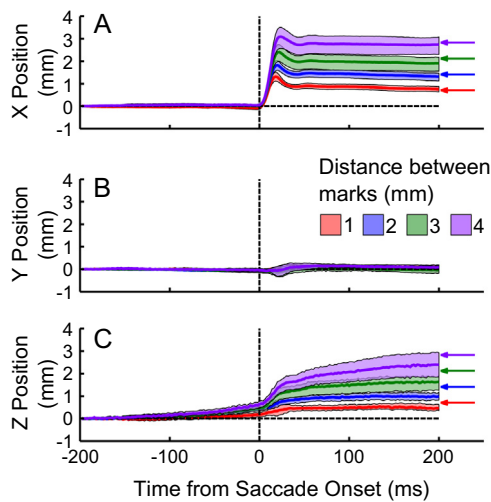 A
X Position
(mm)
4
3
2
1
0
-1
B
Y Position
(mm)
4
3
2
1
0
-1
Distance between
marks (mm)
1 2 3 4
C
Z Position
(mm)
4
3
2
1
0
-1
-200 -100 0 100 200
Time from Saccade Onset (ms)